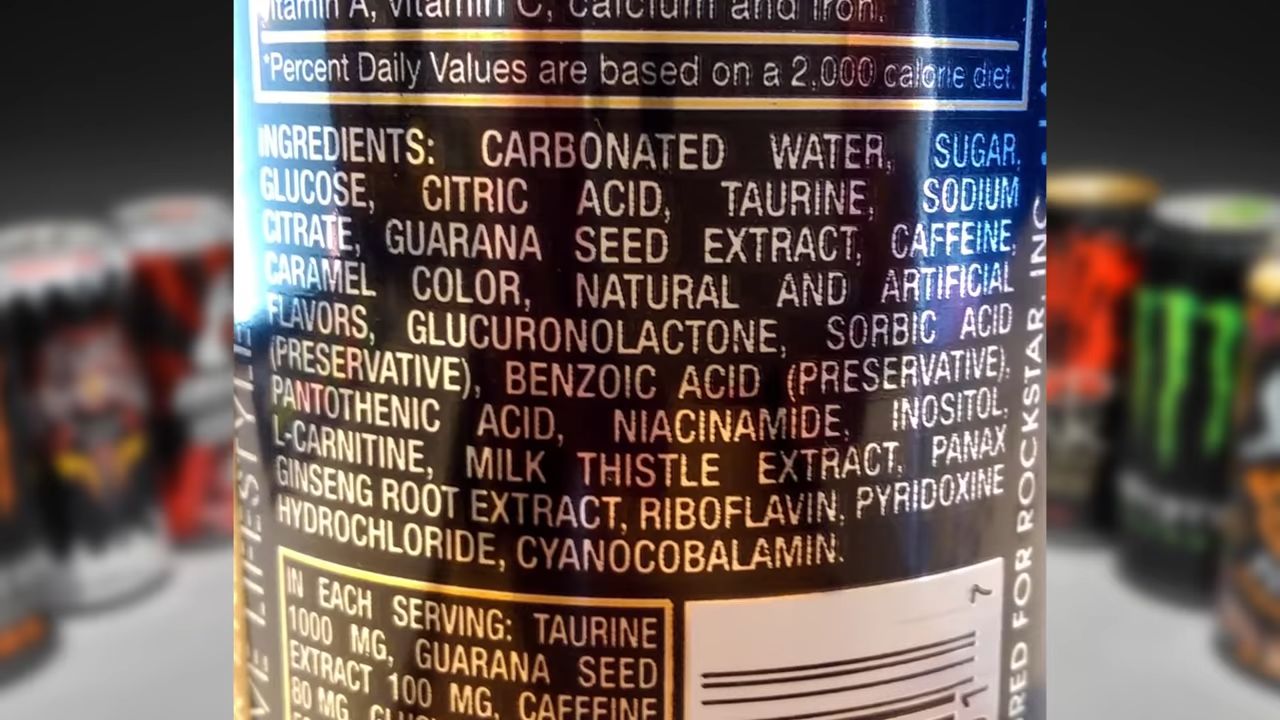 vitamin A, vitamin C, calcium and iron.
*Percent Daily Values are based on a 2,000 calorie diet.
INGREDIENTS: CARBONATED WATER, SUGAR,
GLUCOSE, CITRIC ACID, TAURINE, SODIUM
CITRATE, GUARANA SEED EXTRACT, CAFFEINE,
CARAMEL COLOR, NATURAL AND ARTIFICIAL
FLAVORS, GLUCURONOLACTONE, SORBIC ACID
(PRESERVATIVE), BENZOIC ACID (PRESERVATIVE),
PANTOTHENIC ACID, NIACINAMIDE, INOSITOL,
L-CARNITINE, MILK THISTLE EXTRACT, PANAX
GINSENG ROOT EXTRACT, RIBOFLAVIN, PYRIDOXINE
HYDROCHLORIDE, CYANOCOBALAMIN.
IN EACH SERVING: TAURINE
1000 MG, GUARANA SEED
EXTRACT 100 MG, CAFFEINE
80 MG,
LIFESTYLE
FOR ROCKSTAR, INC
7